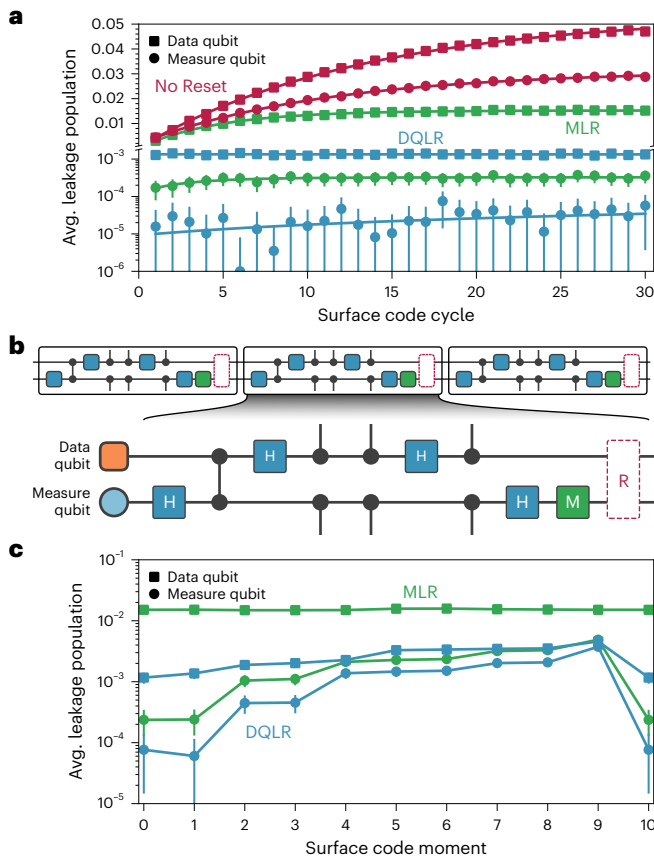 a
Avg. leakage population
0.05
0.04
0.03
0.02
0.01
10⁻³
10⁻⁴
10⁻⁵
10⁻⁶
Data qubit
Measure qubit
No Reset
DQLR
MLR
0 5 10 15 20 25 30
Surface code cycle
b
Data
qubit
Measure
qubit
H H
H H M
R
c
Avg. leakage population
10⁻¹
10⁻²
10⁻³
10⁻⁴
10⁻⁵
Data qubit
Measure qubit
MLR
DQLR
0 1 2 3 4 5 6 7 8 9 10
Surface code moment